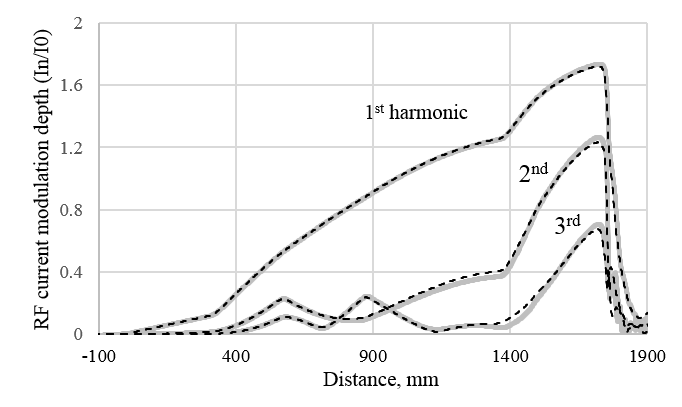 RF current modulation depth (In/I0)
2
1.6
1.2
0.8
0.4
0
1st harmonic
2nd
3rd
-100 400 900 1400 1900
Distance, mm